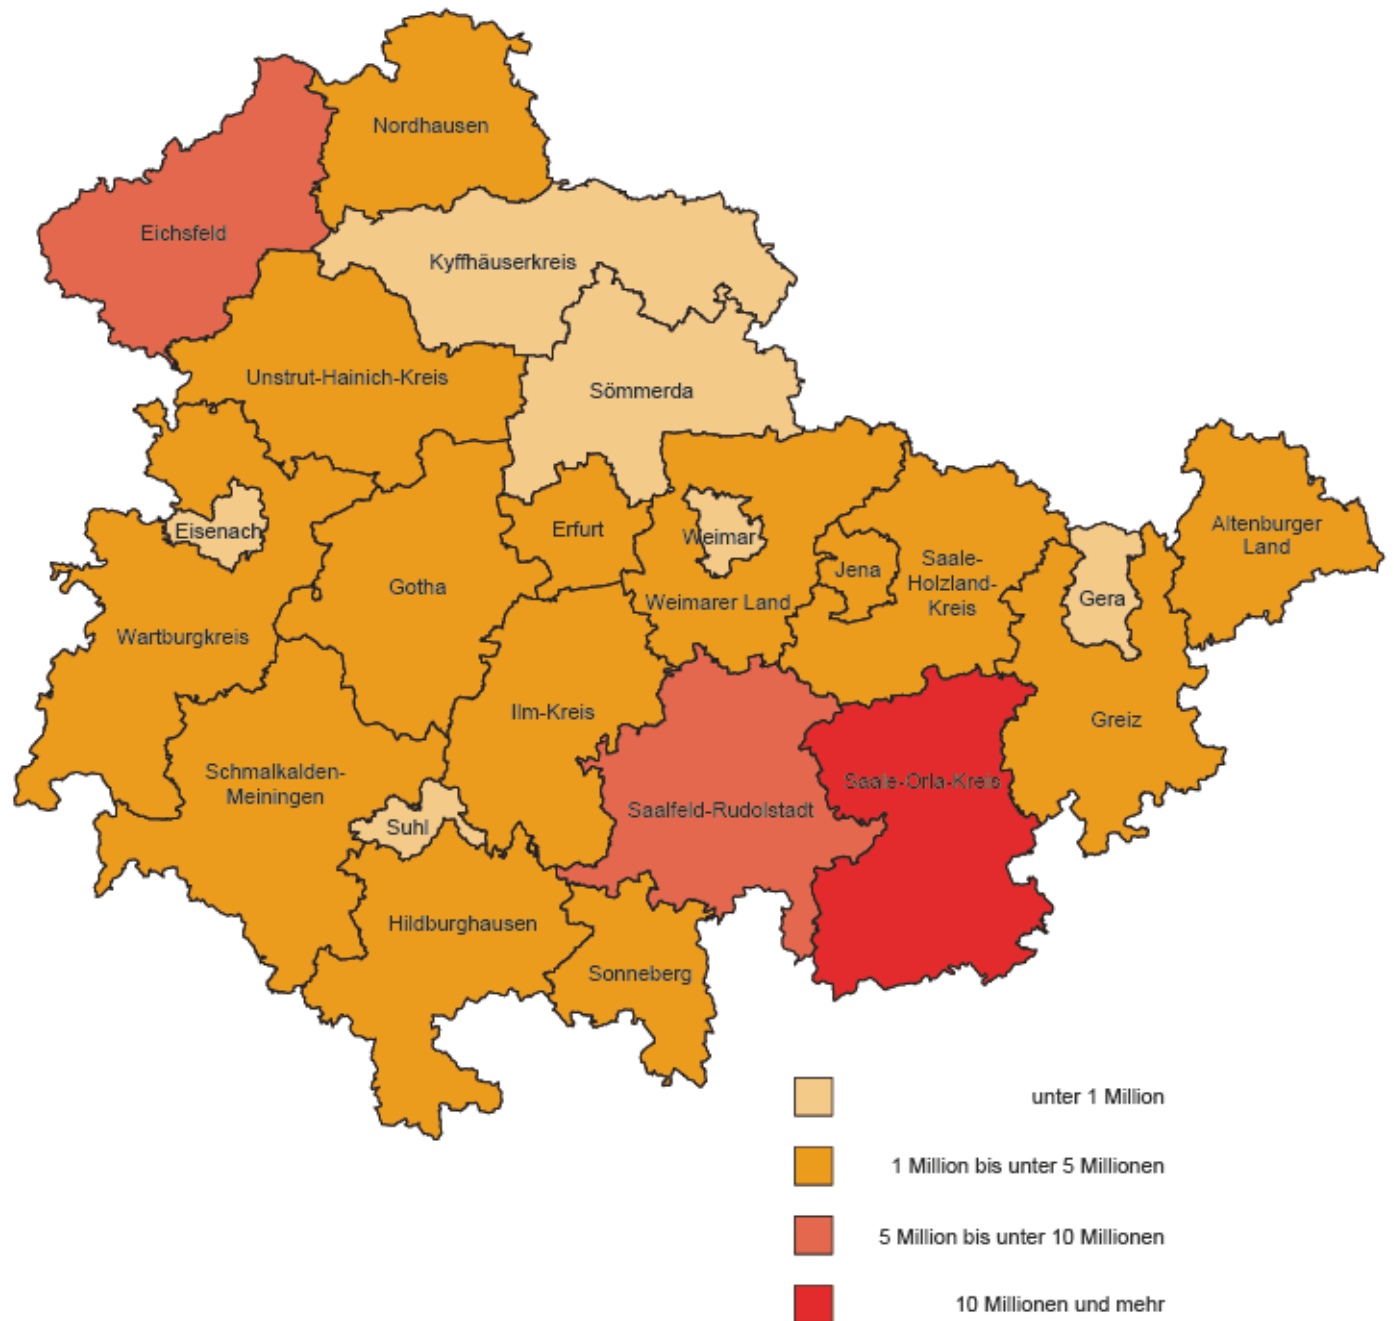 Nordhausen
Eichsfeld
Kyffhäuserkreis
Unstrut-Hainich-Kreis
Sömmerda
Eisenach
Erfurt
Weimar
Altenburger
Land
Gotha
Jena
Saale-
Holzland-
Kreis
Weimarer Land
Gera
Wartburgkreis
Ilm-Kreis
Greiz
Schmalkalden-
Meiningen
Saale-Orla-Kreis
Saalfeld-Rudolstadt
Suhl
Hildburghausen
Sonneberg
unter 1 Million
1 Million bis unter 5 Millionen
5 Million bis unter 10 Millionen
10 Millionen und mehr